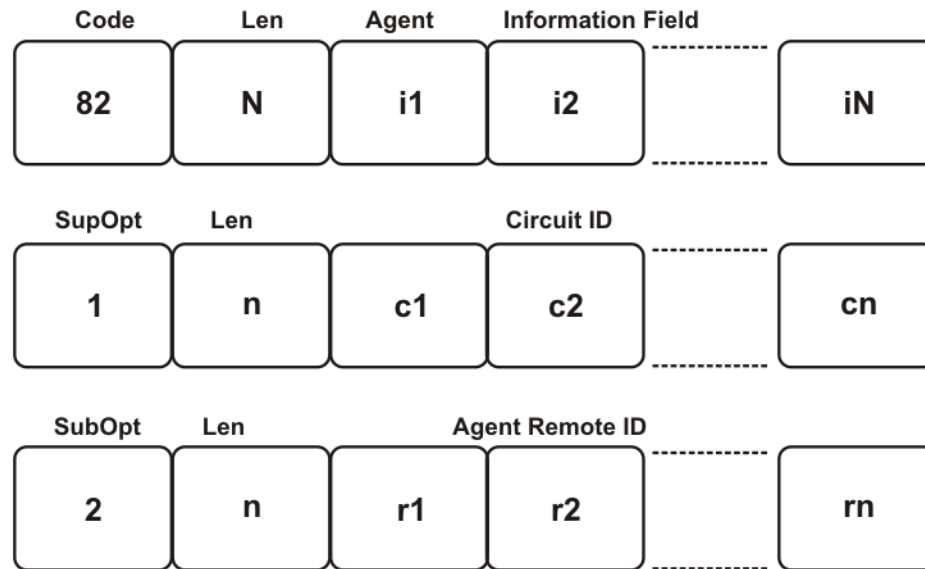 Code Len Agent Information Field
82 N i1 i2 iN
SupOpt Len Circuit ID
1 n c1 c2 cn
SubOpt Len Agent Remote ID
2 n r1 r2 rn